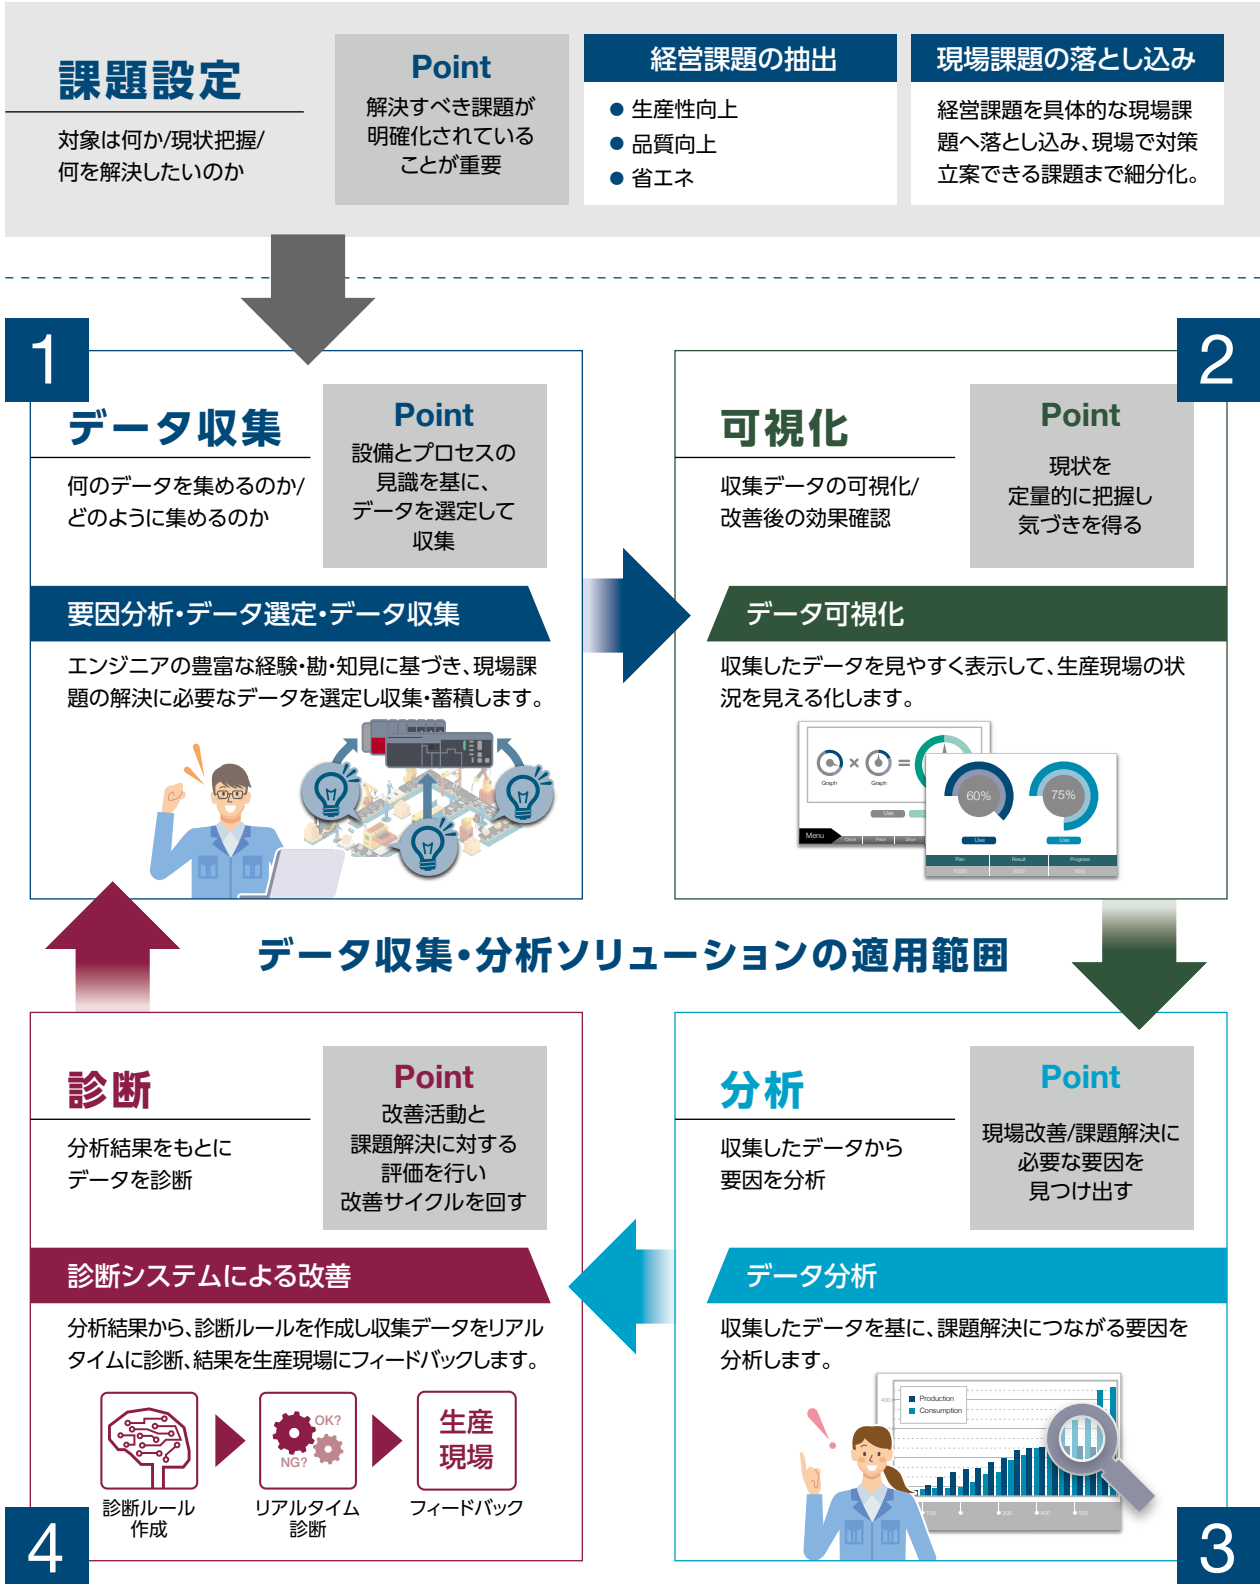 課題設定
対象は何か/現状把握/
何を解決したいのか
Point
解決すべき課題が
明確化されている
ことが重要
経営課題の抽出
● 生産性向上
● 品質向上
● 省エネ
現場課題の落とし込み
経営課題を具体的な現場課
題へ落とし込み、現場で対策
立案できる課題まで細分化。
1
データ収集
何のデータを集めるのか/
どのように集めるのか
Point
設備とプロセスの
見識を基に、
データを選定して
収集
要因分析・データ選定・データ収集
エンジニアの豊富な経験・勘・知見に基づき、現場課
題の解決に必要なデータを選定し収集・蓄積します。
2
可視化
収集データの可視化/
改善後の効果確認
Point
現状を
定量的に把握し
気づきを得る
データ可視化
収集したデータを見やすく表示して、生産現場の状
況を見える化します。
Graph
×
Graph
=
Use
Menu
60%
75%
Use
Use
Plan
Result
Progress
データ収集・分析ソリューションの適用範囲
診断
分析結果をもとに
データを診断
Point
改善活動と
課題解決に対する
評価を行い
改善サイクルを回す
診断システムによる改善
分析結果から、診断ルールを作成し収集データをリアル
タイムに診断、結果を生産現場にフィードバックします。
OK?
NG?
生産
現場
診断ルール
作成
リアルタイム
診断
フィードバック
4
分析
収集したデータから
要因を分析
Point
現場改善/課題解決に
必要な要因を
見つけ出す
データ分析
収集したデータを基に、課題解決につながる要因を
分析します。
400
Production
Consumption
100
300
400
500
3